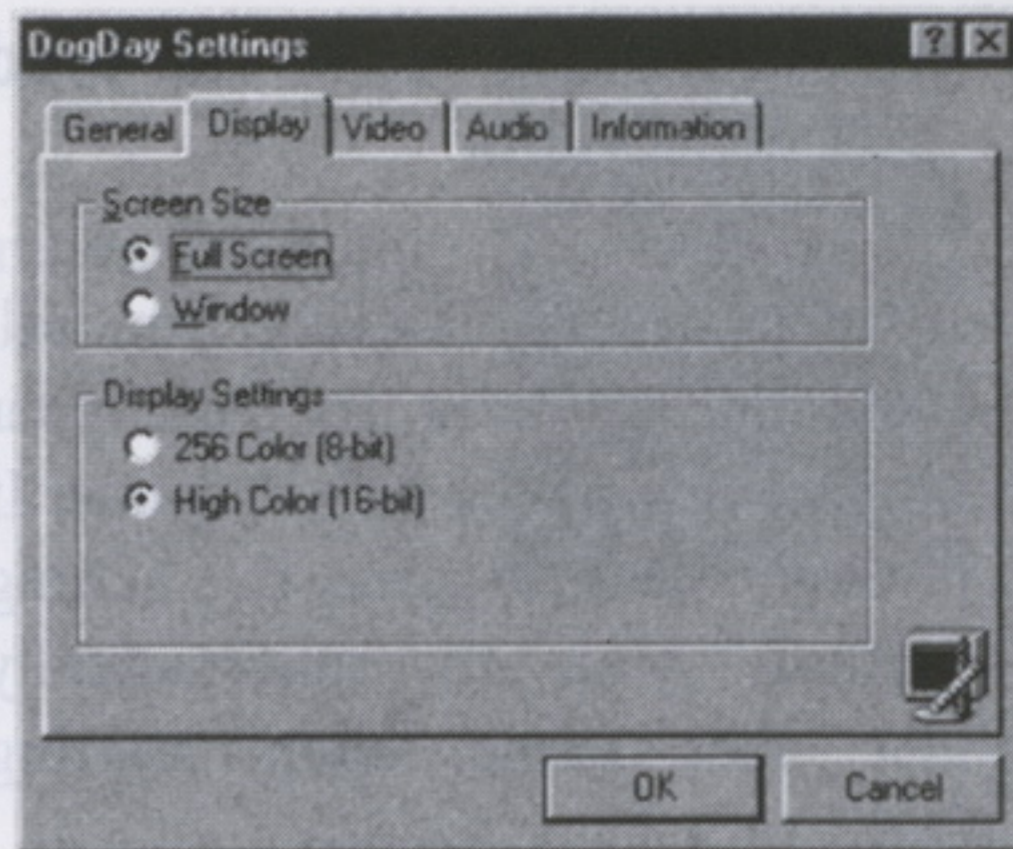 DogDay Settings
General Display Video Audio Information
Screen Size
Full Screen
Window
Display Settings
256 Color (8-bit)
High Color (16-bit)
OK Cancel